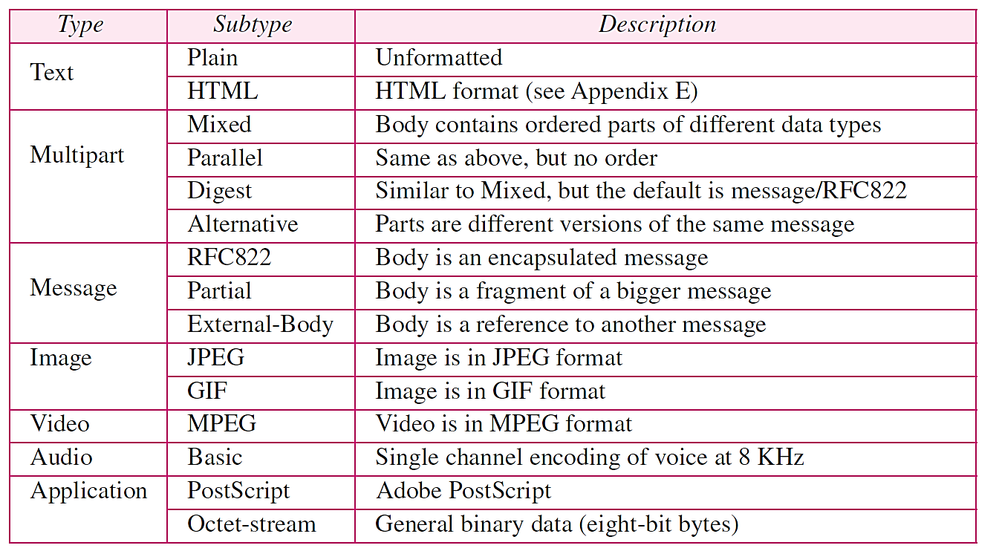 Type Subtype Description
Text Plain Unformatted
HTML HTML format (see Appendix E)
Multipart Mixed Body contains ordered parts of different data types
Parallel Same as above, but no order
Digest Similar to Mixed, but the default is message/RFC822
Alternative Parts are different versions of the same message
Message RFC822 Body is an encapsulated message
Partial Body is a fragment of a bigger message
External-Body Body is a reference to another message
Image JPEG Image is in JPEG format
GIF Image is in GIF format
Video MPEG Video is in MPEG format
Audio Basic Single channel encoding of voice at 8 KHz
Application PostScript Adobe PostScript
Octet-stream General binary data (eight-bit bytes)